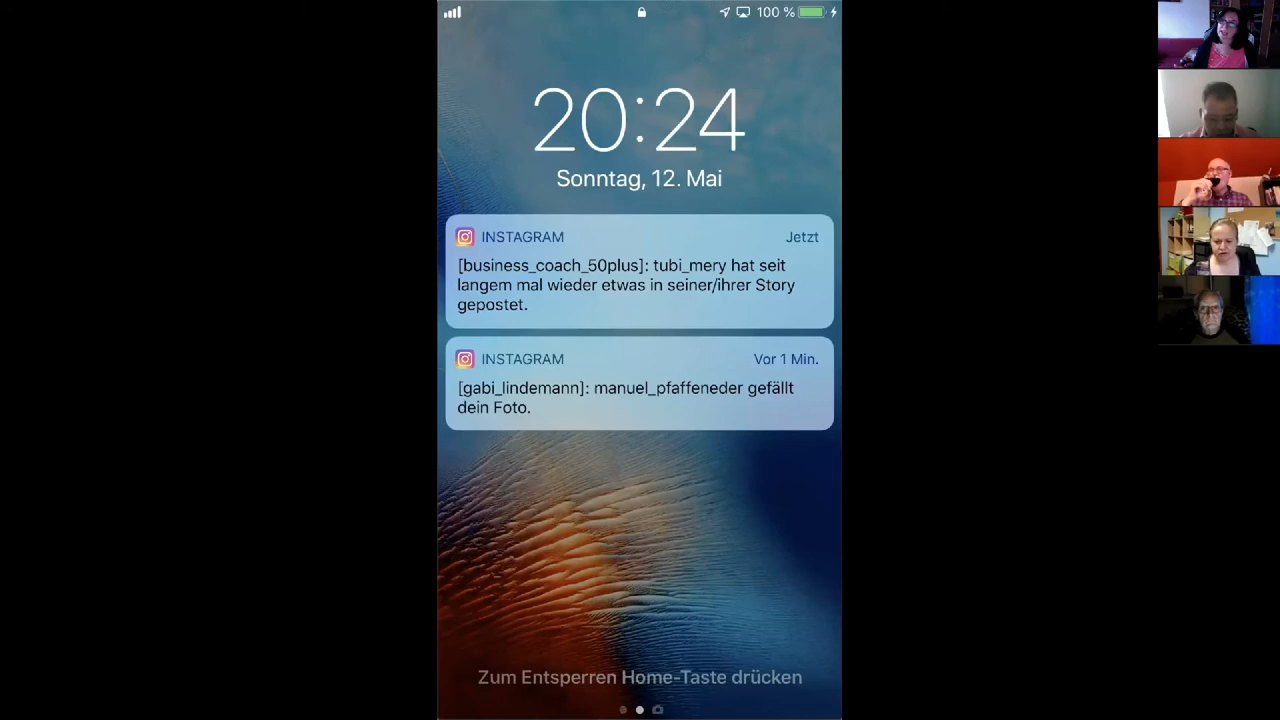 100 %
20:24
Sonntag, 12. Mai
INSTAGRAM Jetzt
[business_coach_50plus]: tubi_mery hat seit
langem mal wieder etwas in seiner/ihrer Story
gepostet.
INSTAGRAM Vor 1 Min.
[gabi_lindemann]: manuel_pfaffeneder gefällt
dein Foto.
Zum Entsperren Home-Taste drücken